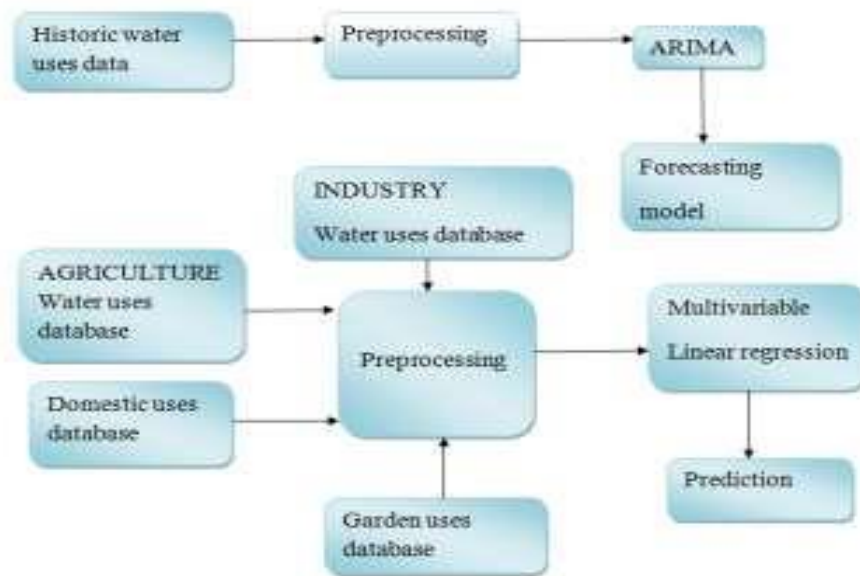 Historic water
uses data
Preprocessing
ARIMA
Forecasting
model
INDUSTRY
Water uses database
AGRICULTURE
Water uses
database
Preprocessing
Multivariable
Linear regression
Domestic uses
database
Prediction
Garden uses
database